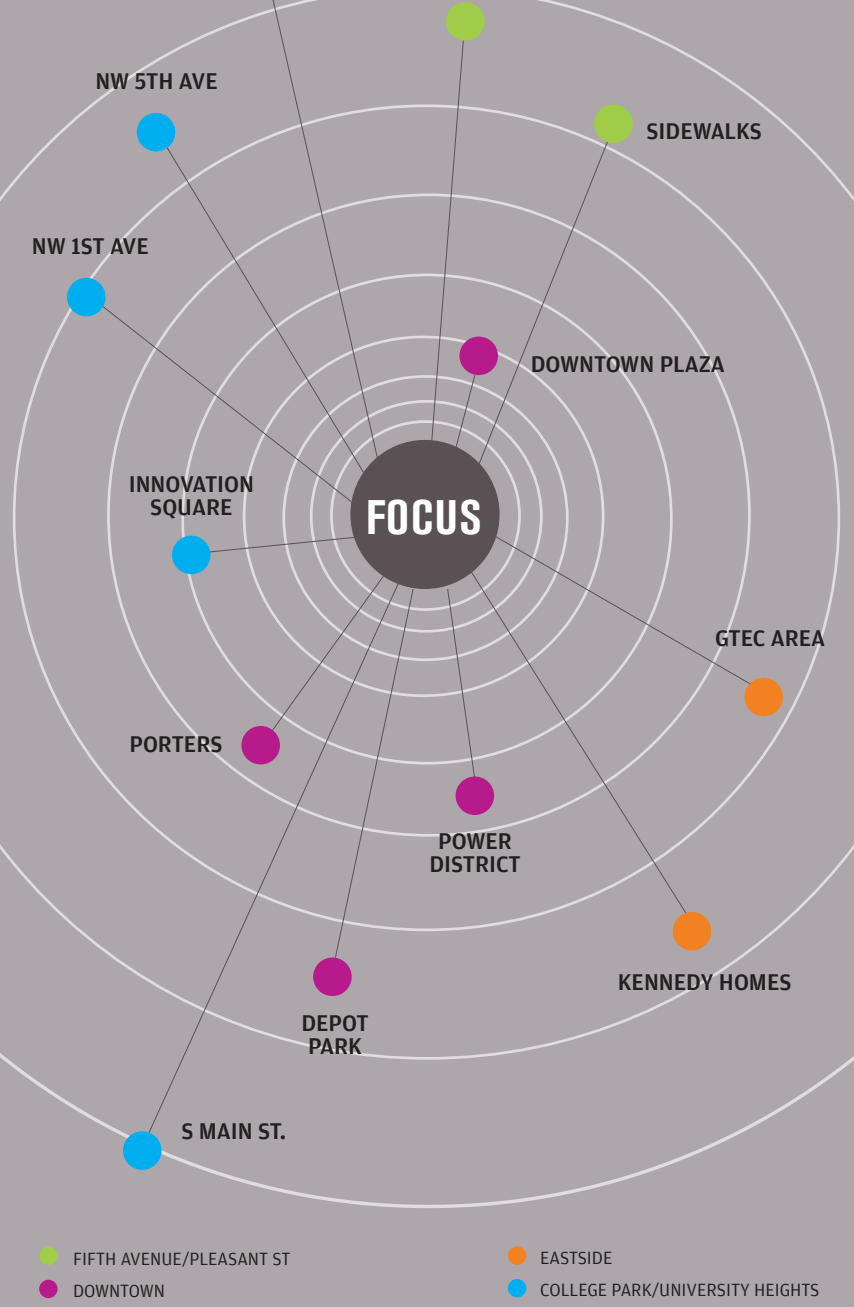 NW 5TH AVE
SIDEWALKS
NW 1ST AVE
DOWNTOWN PLAZA
INNOVATION
SQUARE
FOCUS
GTEC AREA
PORTERS
POWER
DISTRICT
KENNEDY HOMES
DEPOT
PARK
S MAIN ST.
FIFTH AVENUE/PLEASANT ST
EASTSIDE
DOWNTOWN
COLLEGE PARK/UNIVERSITY HEIGHTS